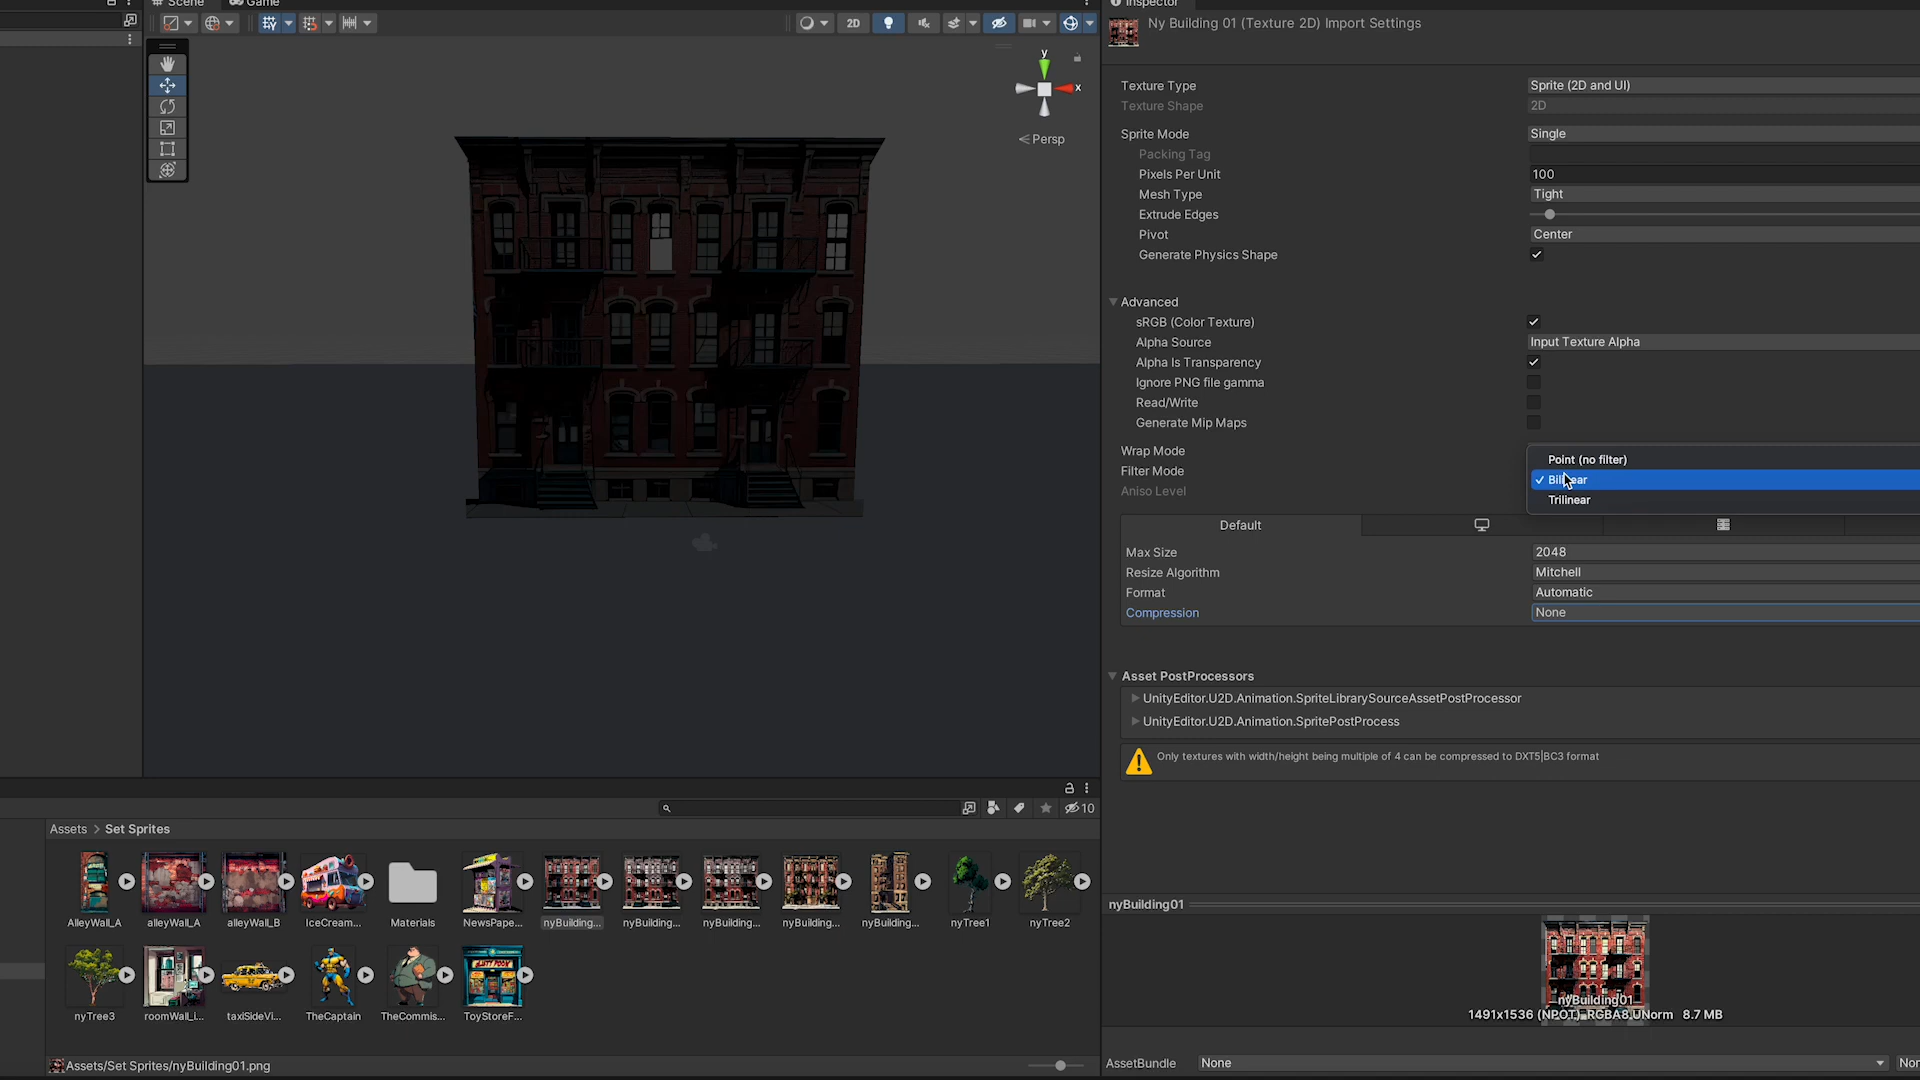 Scene
Game
Inspector
Ny Building 01 (Texture 2D) Import Settings
2D
y
x
Persp
Texture Type Sprite (2D and UI)
Texture Shape 2D
Sprite Mode Single
Packing Tag
Pixels Per Unit 100
Mesh Type Tight
Extrude Edges
Pivot Center
Generate Physics Shape
Advanced
sRGB (Color Texture)
Alpha Source Input Texture Alpha
Alpha Is Transparency
Ignore PNG file gamma
Read/Write
Generate Mip Maps
Wrap Mode
Filter Mode
Aniso Level
Point (no filter)
Bilinear
Trilinear
Default
Max Size 2048
Resize Algorithm Mitchell
Format Automatic
Compression None
Asset PostProcessors
UnityEditor.U2D.Animation.SpriteLibrarySourceAssetPostProcessor
UnityEditor.U2D.Animation.SpritePostProcess
Only textures with width/height being multiple of 4 can be compressed to DXT5|BC3 format
10
Assets > Set Sprites
AlleyWall_A alleyWall_A alleyWall_B IceCream... Materials NewsPape... nyBuilding... nyBuilding... nyBuilding... nyBuilding... nyBuilding... nyTree1 nyTree2
nyTree3 roomWall_i... taxiSideVi... TheCaptain TheCommis... ToyStoreF...
Assets/Set Sprites/nyBuilding01.png
nyBuilding01
nyBuilding01
1491x1536 (NPOT) RGBA8 UNorm 8.7 MB
AssetBundle None